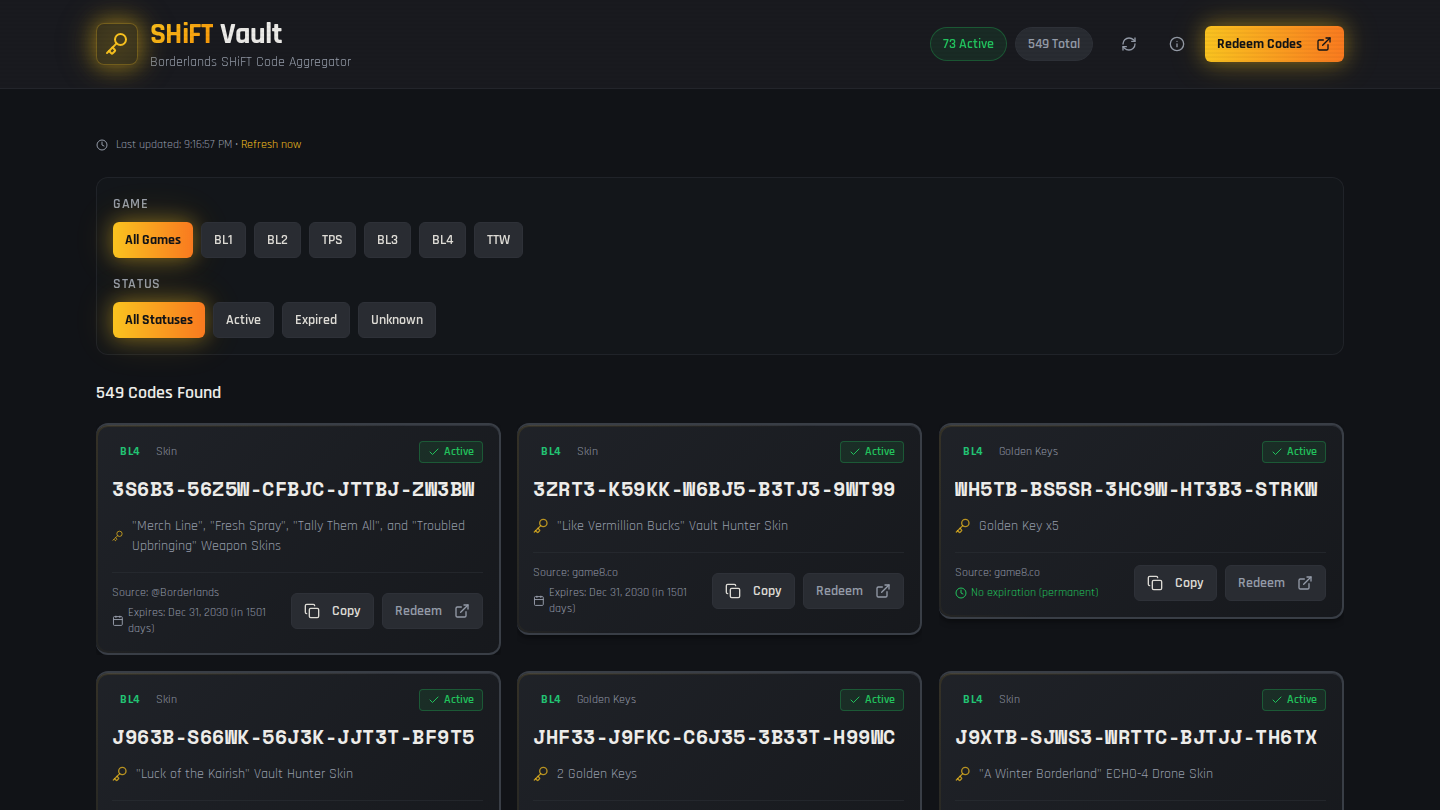 SHiFT Vault
Borderlands SHiFT Code Aggregator
73 Active
549 Total
Redeem Codes
Last updated: 9:16:57 PM • Refresh now
GAME
All Games
BL1
BL2
TPS
BL3
BL4
TTW
STATUS
All Statuses
Active
Expired
Unknown
549 Codes Found
BL4
Skin
Active
3S6B3-56Z5W-CFBJC-JTTBJ-ZW3BW
"Merch Line", "Fresh Spray", "Tally Them All", and "Troubled
Upbringing" Weapon Skins
Source: @Borderlands
Expires: Dec 31, 2030 (in 1501
days)
Copy
Redeem
BL4
Skin
Active
3ZRT3-K59KK-W6BJ5-B3TJ3-9WT99
"Like Vermillion Bucks" Vault Hunter Skin
Source: game8.co
Expires: Dec 31, 2030 (in 1501
days)
Copy
Redeem
BL4
Golden Keys
Active
WH5TB-BS5SR-3HC9W-HT3B3-STRKW
Golden Key x5
Source: game8.co
No expiration (permanent)
Copy
Redeem
BL4
Skin
Active
J963B-S66WK-56J3K-JJT3T-BF9T5
"Luck of the Kairish" Vault Hunter Skin
BL4
Golden Keys
Active
JHF33-J9FKC-C6J35-3B33T-H99WC
2 Golden Keys
BL4
Skin
Active
J9XTB-SJWS3-WRTTC-BJTJJ-TH6TX
"A Winter Borderland" ECHO-4 Drone Skin